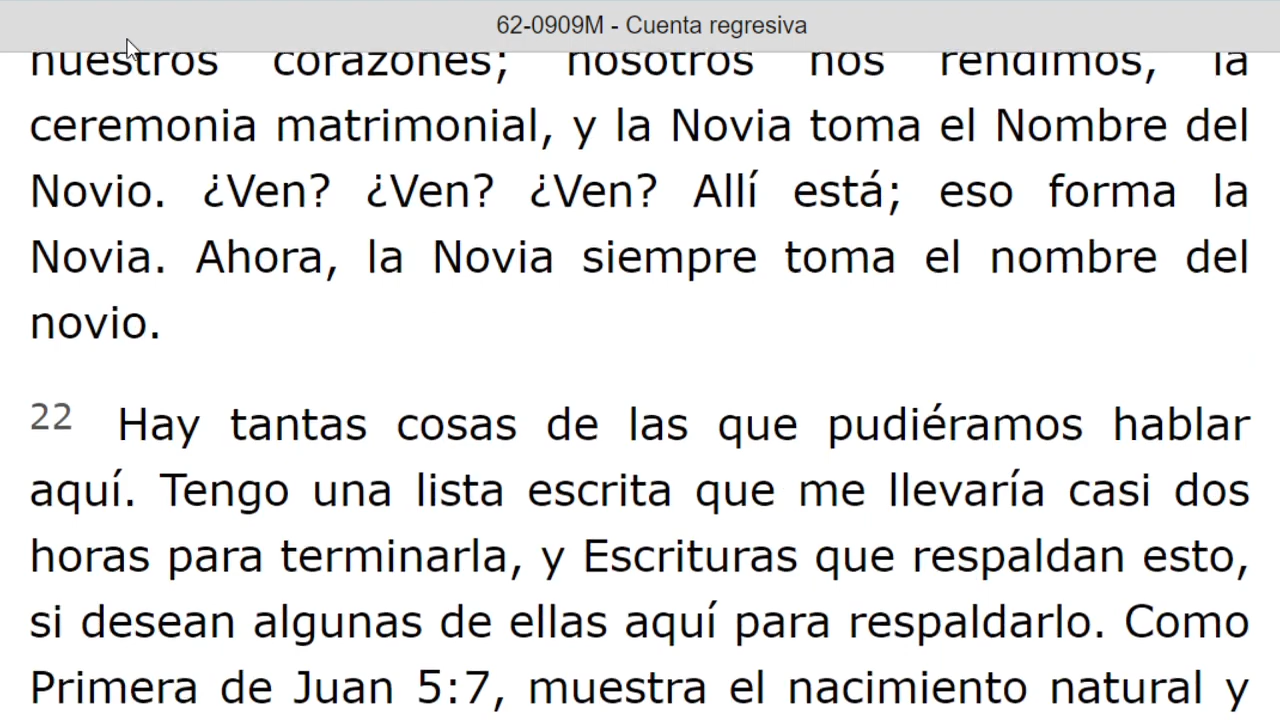 62-0909M - Cuenta regresiva
nuestros corazones; nosotros nos rendimos, la
ceremonia matrimonial, y la Novia toma el Nombre del
Novio. ¿Ven? ¿Ven? ¿Ven? Allí está; eso forma la
Novia. Ahora, la Novia siempre toma el nombre del
novio.
22 Hay tantas cosas de las que pudiéramos hablar
aquí. Tengo una lista escrita que me llevaría casi dos
horas para terminarla, y Escrituras que respaldan esto,
si desean algunas de ellas aquí para respaldarlo. Como
Primera de Juan 5:7, muestra el nacimiento natural y